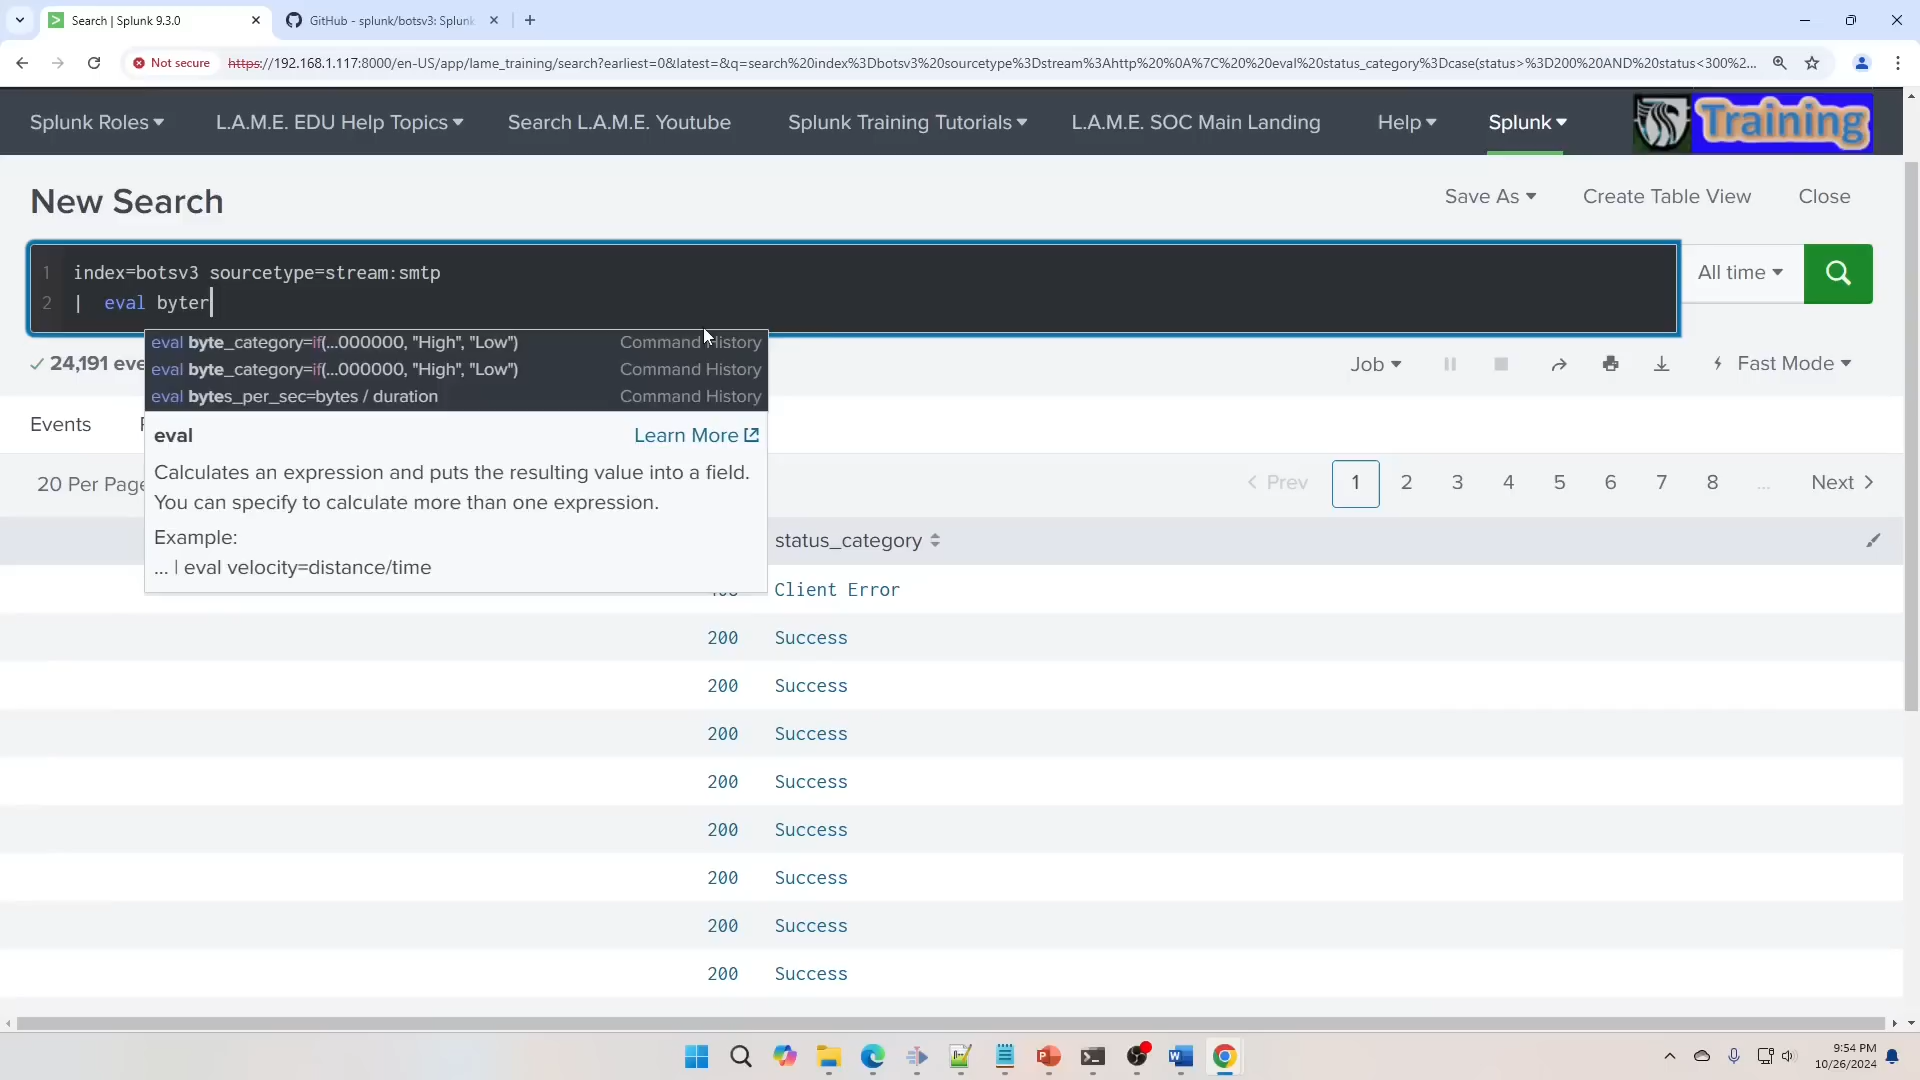 Search | Splunk 9.3.0
GitHub - splunk/botsv3: Splunk
Not secure
https://192.168.1.117:8000/en-US/app/lame_training/search?earliest=0&latest=&q=search%20index%3Dbotsv3%20sourcetype%3Dstream%3Ahttp%20%0A%7C%20%20eval%20status_category%3Dcase(status>%3D200%20AND%20status<300%2...
Splunk Roles
L.A.M.E. EDU Help Topics
Search L.A.M.E. Youtube
Splunk Training Tutorials
L.A.M.E. SOC Main Landing
Help
Splunk
Training
New Search
Save As
Create Table View
Close
1 index=botsv3 sourcetype=stream:smtp
2 | eval byter
All time
eval byte_category=if(...000000, "High", "Low") Command History
eval byte_category=if(...000000, "High", "Low") Command History
eval bytes_per_sec=bytes / duration Command History
24,191 eve
Job
Fast Mode
Events
eval
Learn More
Calculates an expression and puts the resulting value into a field.
You can specify to calculate more than one expression.
Example:
... | eval velocity=distance/time
20 Per Page
< Prev 1 2 3 4 5 6 7 8 ... Next >
status_category
Client Error
200 Success
200 Success
200 Success
200 Success
200 Success
200 Success
200 Success
200 Success
9:54 PM
10/26/2024